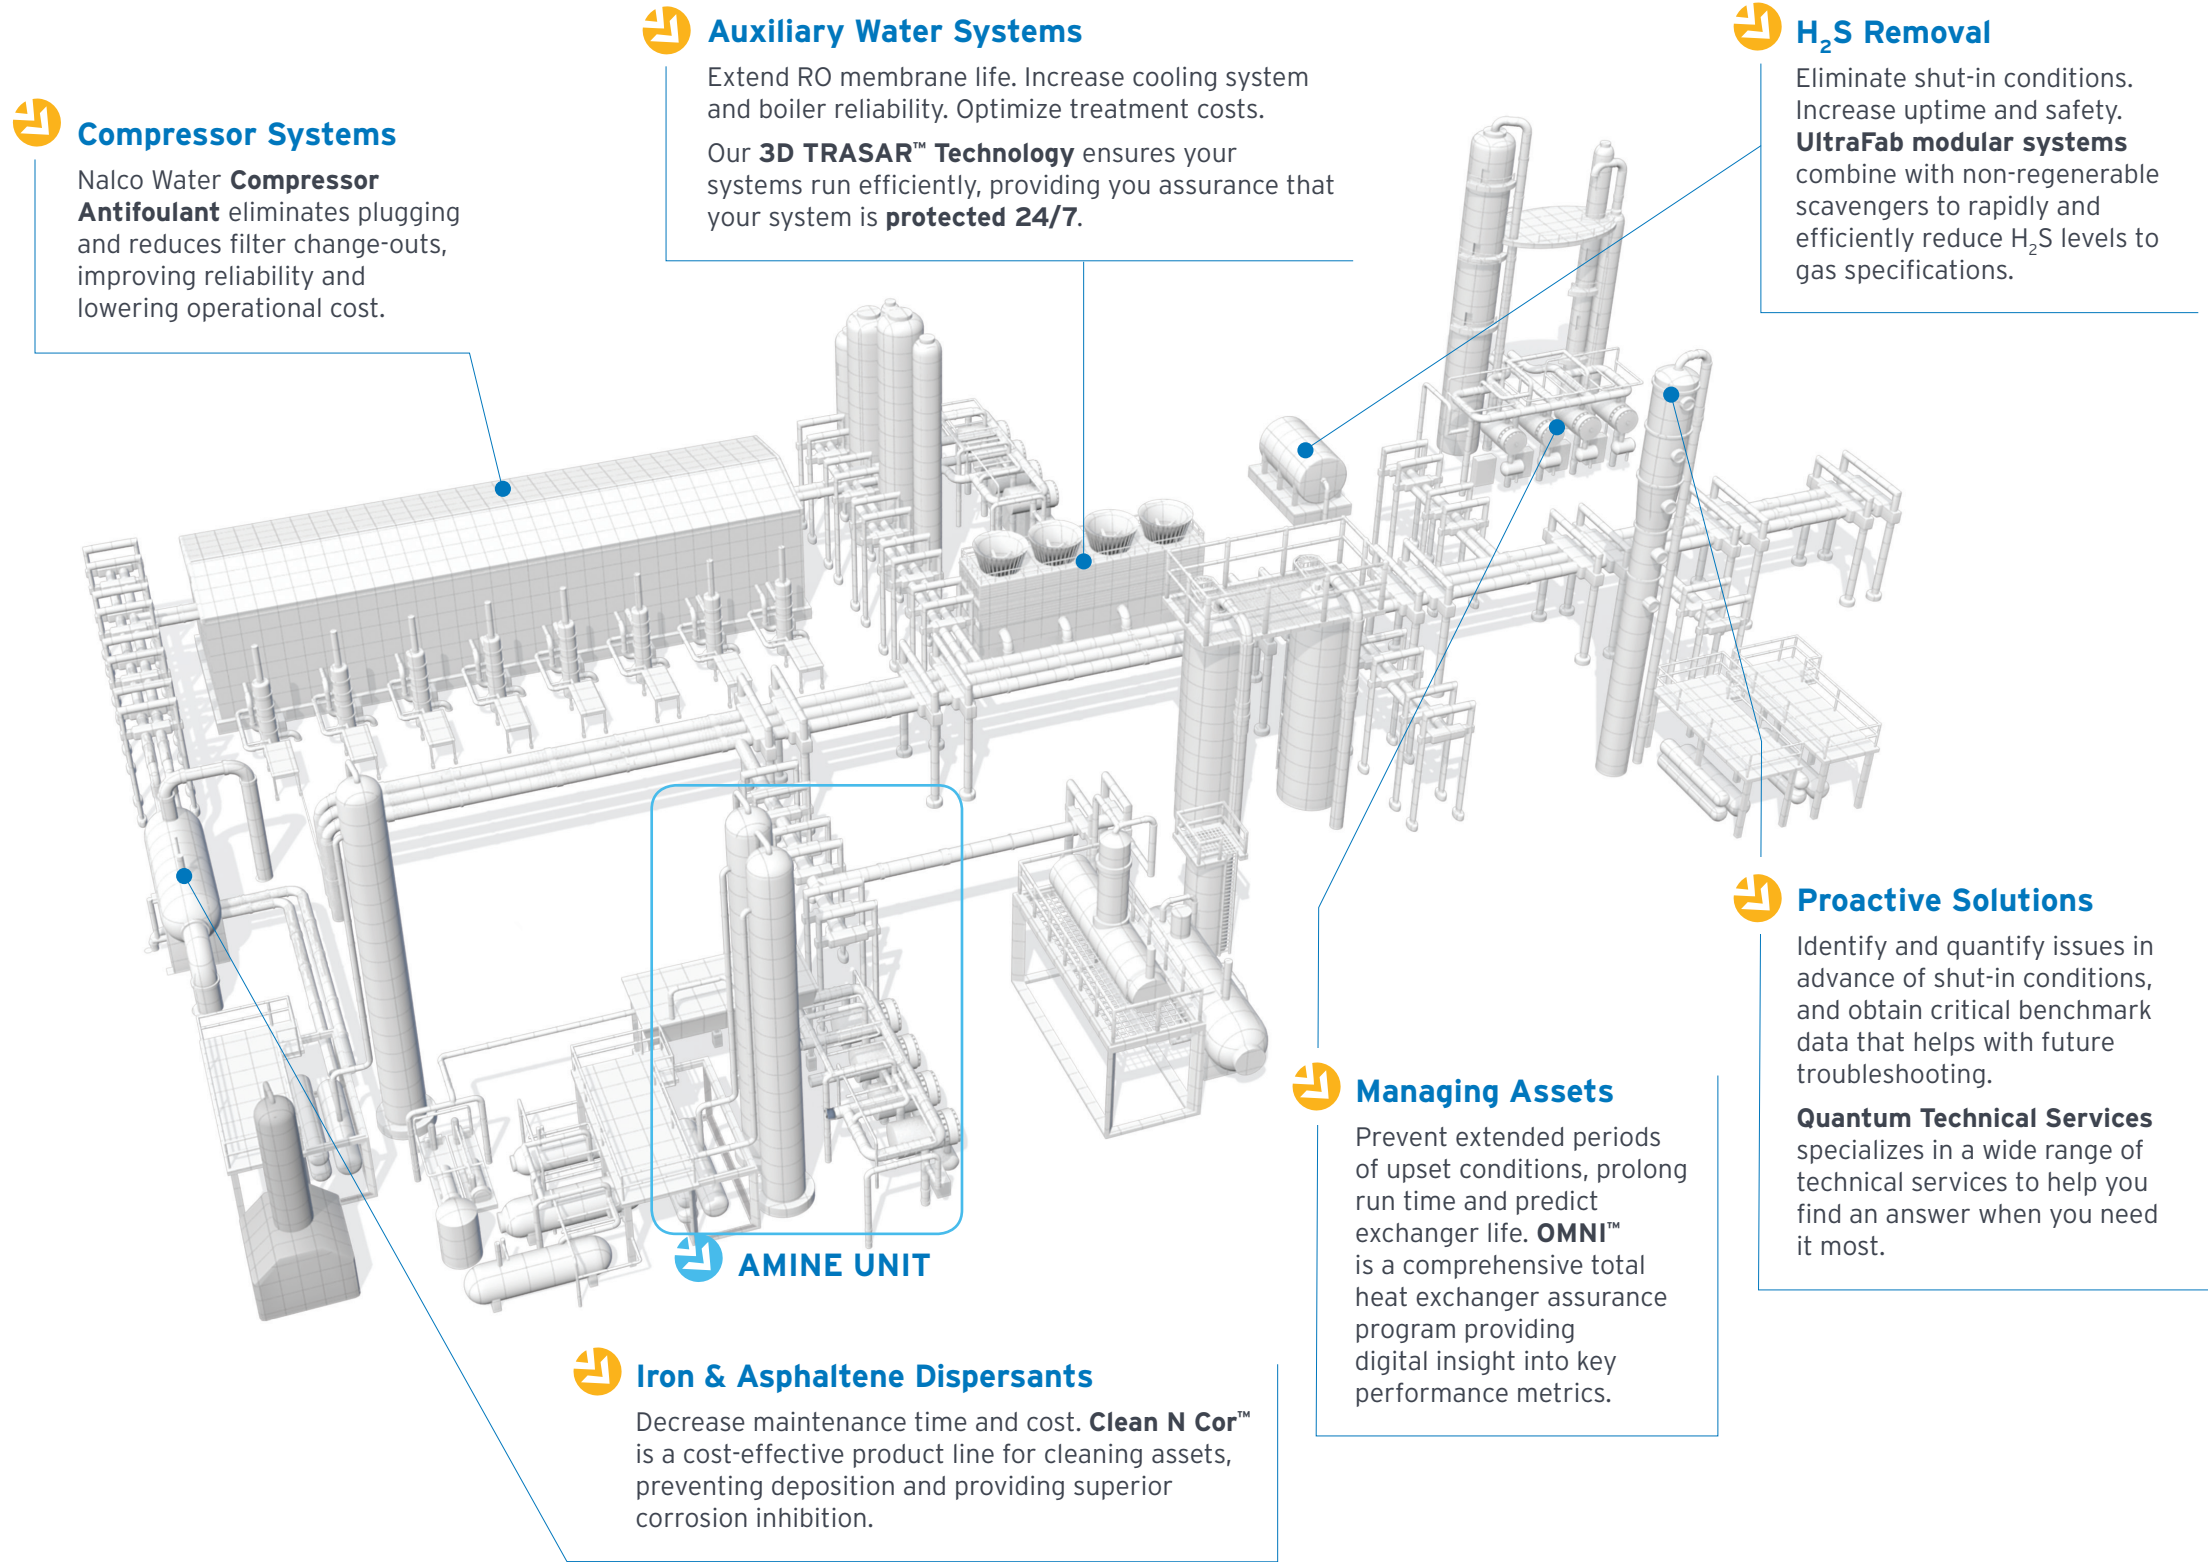 Auxiliary Water Systems
Extend RO membrane life. Increase cooling system
and boiler reliability. Optimize treatment costs.
Our 3D TRASAR™ Technology ensures your
systems run efficiently, providing you assurance that
your system is protected 24/7.
H₂S Removal
Eliminate shut-in conditions.
Increase uptime and safety.
UltraFab modular systems
combine with non-regenerable
scavengers to rapidly and
efficiently reduce H₂S levels to
gas specifications.
Compressor Systems
Nalco Water Compressor
Antifoulant eliminates plugging
and reduces filter change-outs,
improving reliability and
lowering operational cost.
Proactive Solutions
Identify and quantify issues in
advance of shut-in conditions,
and obtain critical benchmark
data that helps with future
troubleshooting.
Quantum Technical Services
specializes in a wide range of
technical services to help you
find an answer when you need
it most.
Managing Assets
Prevent extended periods
of upset conditions, prolong
run time and predict
exchanger life. OMNI™
is a comprehensive total
heat exchanger assurance
program providing
digital insight into key
performance metrics.
AMINE UNIT
Iron & Asphaltene Dispersants
Decrease maintenance time and cost. Clean N Cor™
is a cost-effective product line for cleaning assets,
preventing deposition and providing superior
corrosion inhibition.